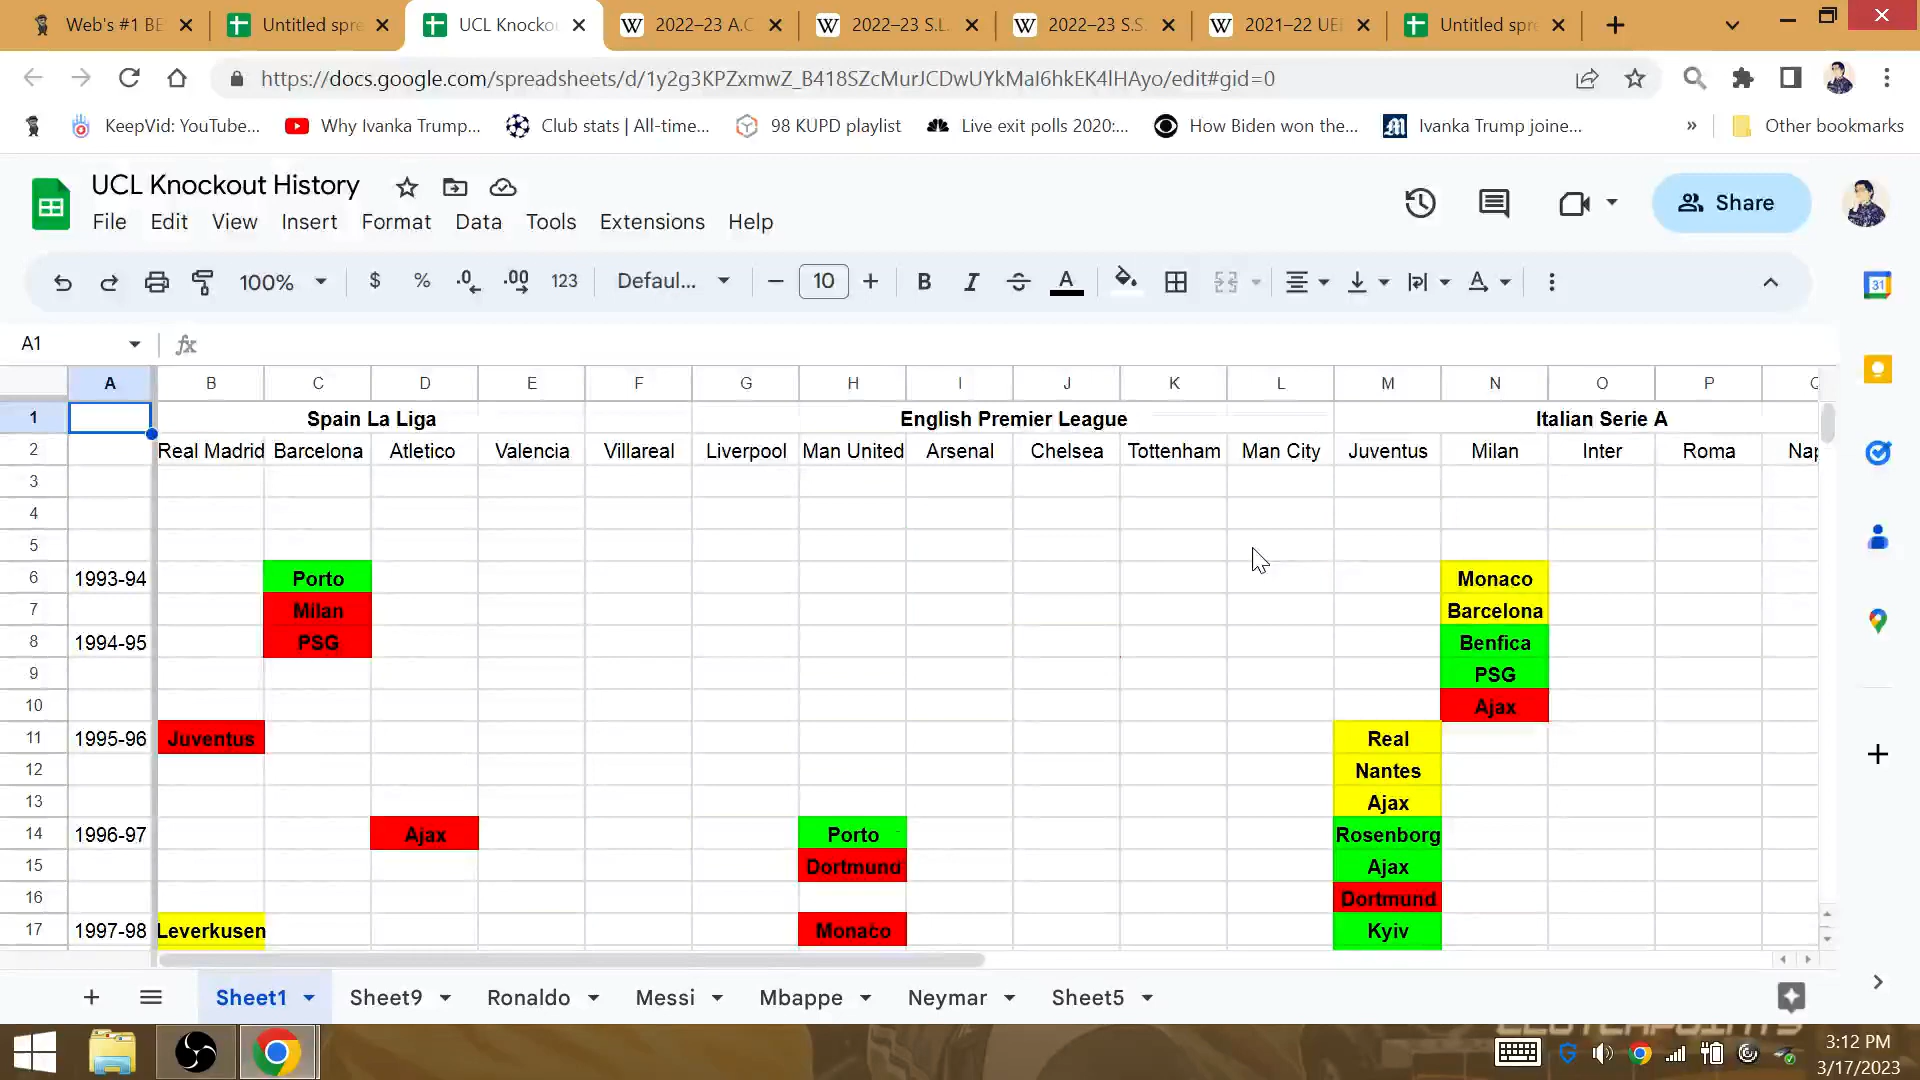 Web's #1 BE
Untitled spre
UCL Knockou
2022–23 A.C
2022–23 S.L.
2022–23 S.S.
2021–22 UEI
Untitled spre
https://docs.google.com/spreadsheets/d/1y2g3KPZxmwZ_B418SZcMurJCDwUYkMaI6hkEK4lHAyo/edit#gid=0
KeepVid: YouTube...
Why Ivanka Trump...
Club stats | All-time...
98 KUPD playlist
Live exit polls 2020:...
How Biden won the...
Ivanka Trump joine...
»
Other bookmarks
UCL Knockout History
File Edit View Insert Format Data Tools Extensions Help
Share
100% $ % .0 .00 123 Defaul... − 10 + B I S A
31
A1 fx
A B C D E F G H I J K L M N O P
1 Spain La Liga English Premier League Italian Serie A
2 Real Madrid Barcelona Atletico Valencia Villareal Liverpool Man United Arsenal Chelsea Tottenham Man City Juventus Milan Inter Roma Nap
3
4
5
6 1993-94 Porto Monaco
7 Milan Barcelona
8 1994-95 PSG Benfica
9 PSG
10 Ajax
11 1995-96 Juventus Real
12 Nantes
13 Ajax
14 1996-97 Ajax Porto Rosenborg
15 Dortmund Ajax
16 Dortmund
17 1997-98 Leverkusen Monaco Kyiv
Sheet1 Sheet9 Ronaldo Messi Mbappe Neymar Sheet5
3:12 PM
3/17/2023